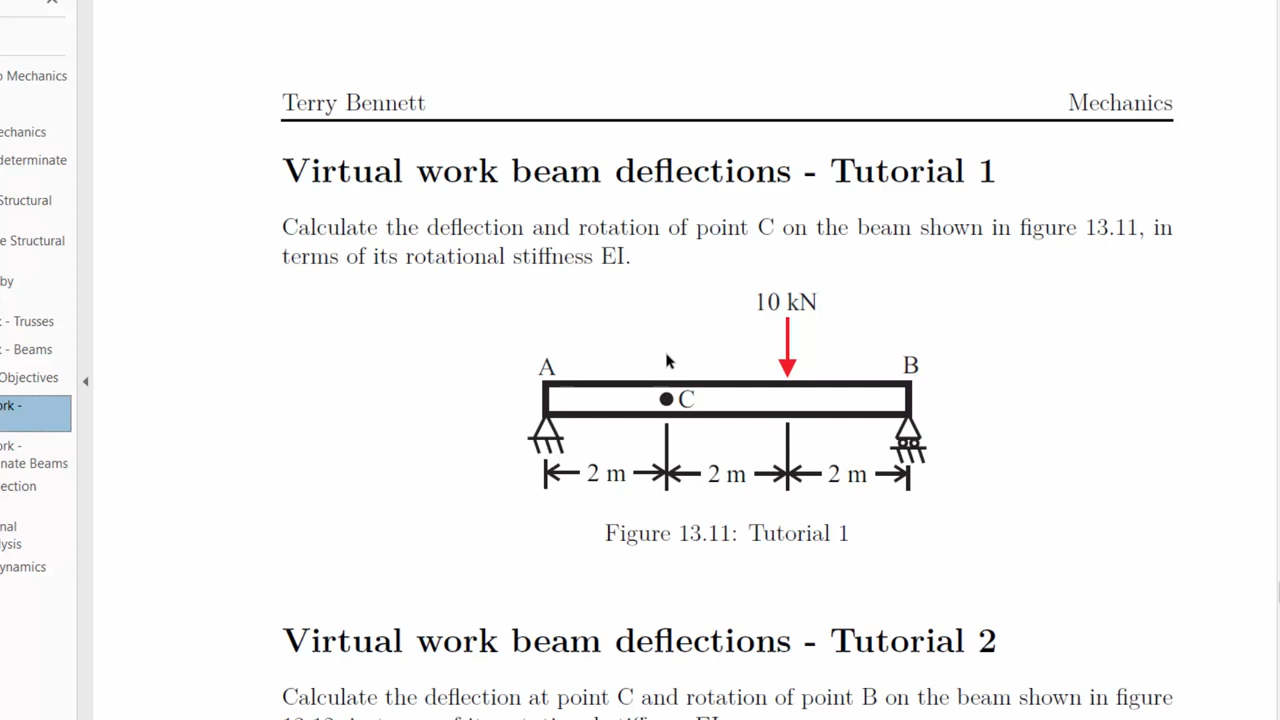 o Mechanics
echanics
determinate
Structural
e Structural
by
- Trusses
- Beams
Objectives
ork -
ork -
nate Beams
ection
nal
lysis
ynamics
Terry Bennett Mechanics
Virtual work beam deflections - Tutorial 1
Calculate the deflection and rotation of point C on the beam shown in figure 13.11, in
terms of its rotational stiffness EI.
10 kN
A B
C
2 m 2 m 2 m
Figure 13.11: Tutorial 1
Virtual work beam deflections - Tutorial 2
Calculate the deflection at point C and rotation of point B on the beam shown in figure